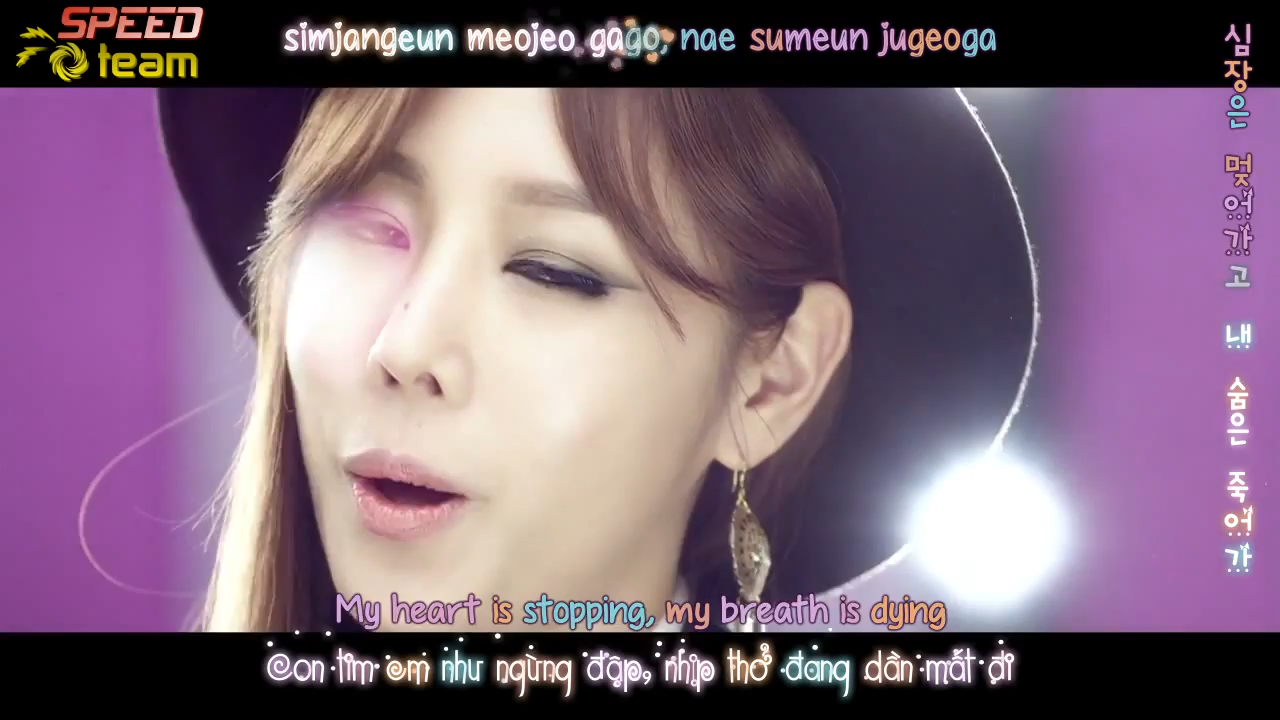 SPEED
team
simjangeun meojeo gago, nae sumeun jugeoga
심장은 멎어가고 내 숨은 죽어가
My heart is stopping, my breath is dying
Con tim em như ngừng đập, nhịp thở đang dần mất đi